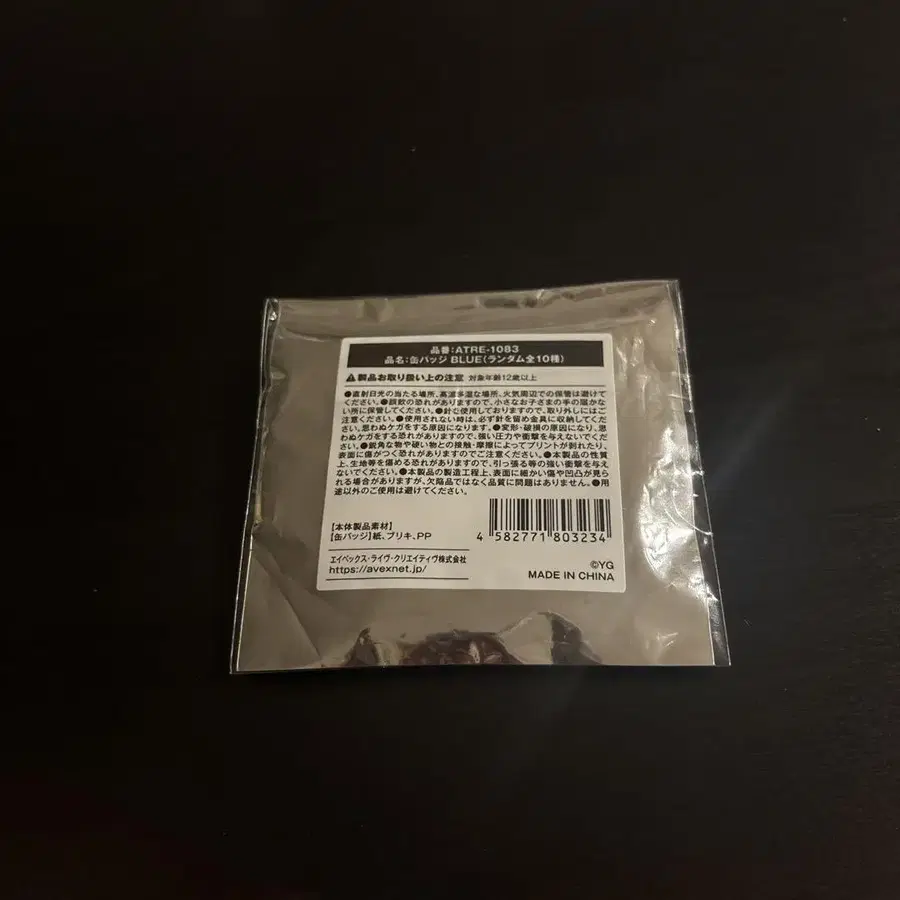 品番:ATRE-1083
品名:缶バッジ BLUE(ランダム全10種)
⚠製品お取り扱い上の注意 対象年齢12歳以上
●直射日光の当たる場所、高温多湿な場所、火気周辺での保管は避けて
ください。●誤飲の恐れがありますので、小さなお子さまの手の届かな
い所に保管してください。●針を使用しておりますので、取り外しにはご
注意ください。●使用されない時は、必ず針を留め金具に収納してくだ
さい。思わぬケガをする原因になります。●変形・破損の原因になり、思
わぬケガをする恐れがありますので、強い圧力や衝撃を与えないでくだ
さい。●鋭角な物や硬い物との接触・摩擦によってプリントが剥れたり、
表面に傷がつく恐れがありますのでご注意ください。●本製品の性質
上、生地等を傷める恐れがありますので、引っ張る等の強い衝撃を与え
ないでください。●本製品の製造工程上、表面に細かい傷や凹凸が見ら
れる場合がありますが、欠陥品ではなく品質に問題はありません。●用
途以外のご使用は避けてください。
【本体製品素材】
【缶バッジ】紙、ブリキ、PP
4 582771 803234
エイベックス・ライヴ・クリエイティヴ株式会社
https://avexnet.jp/
©YG
MADE IN CHINA